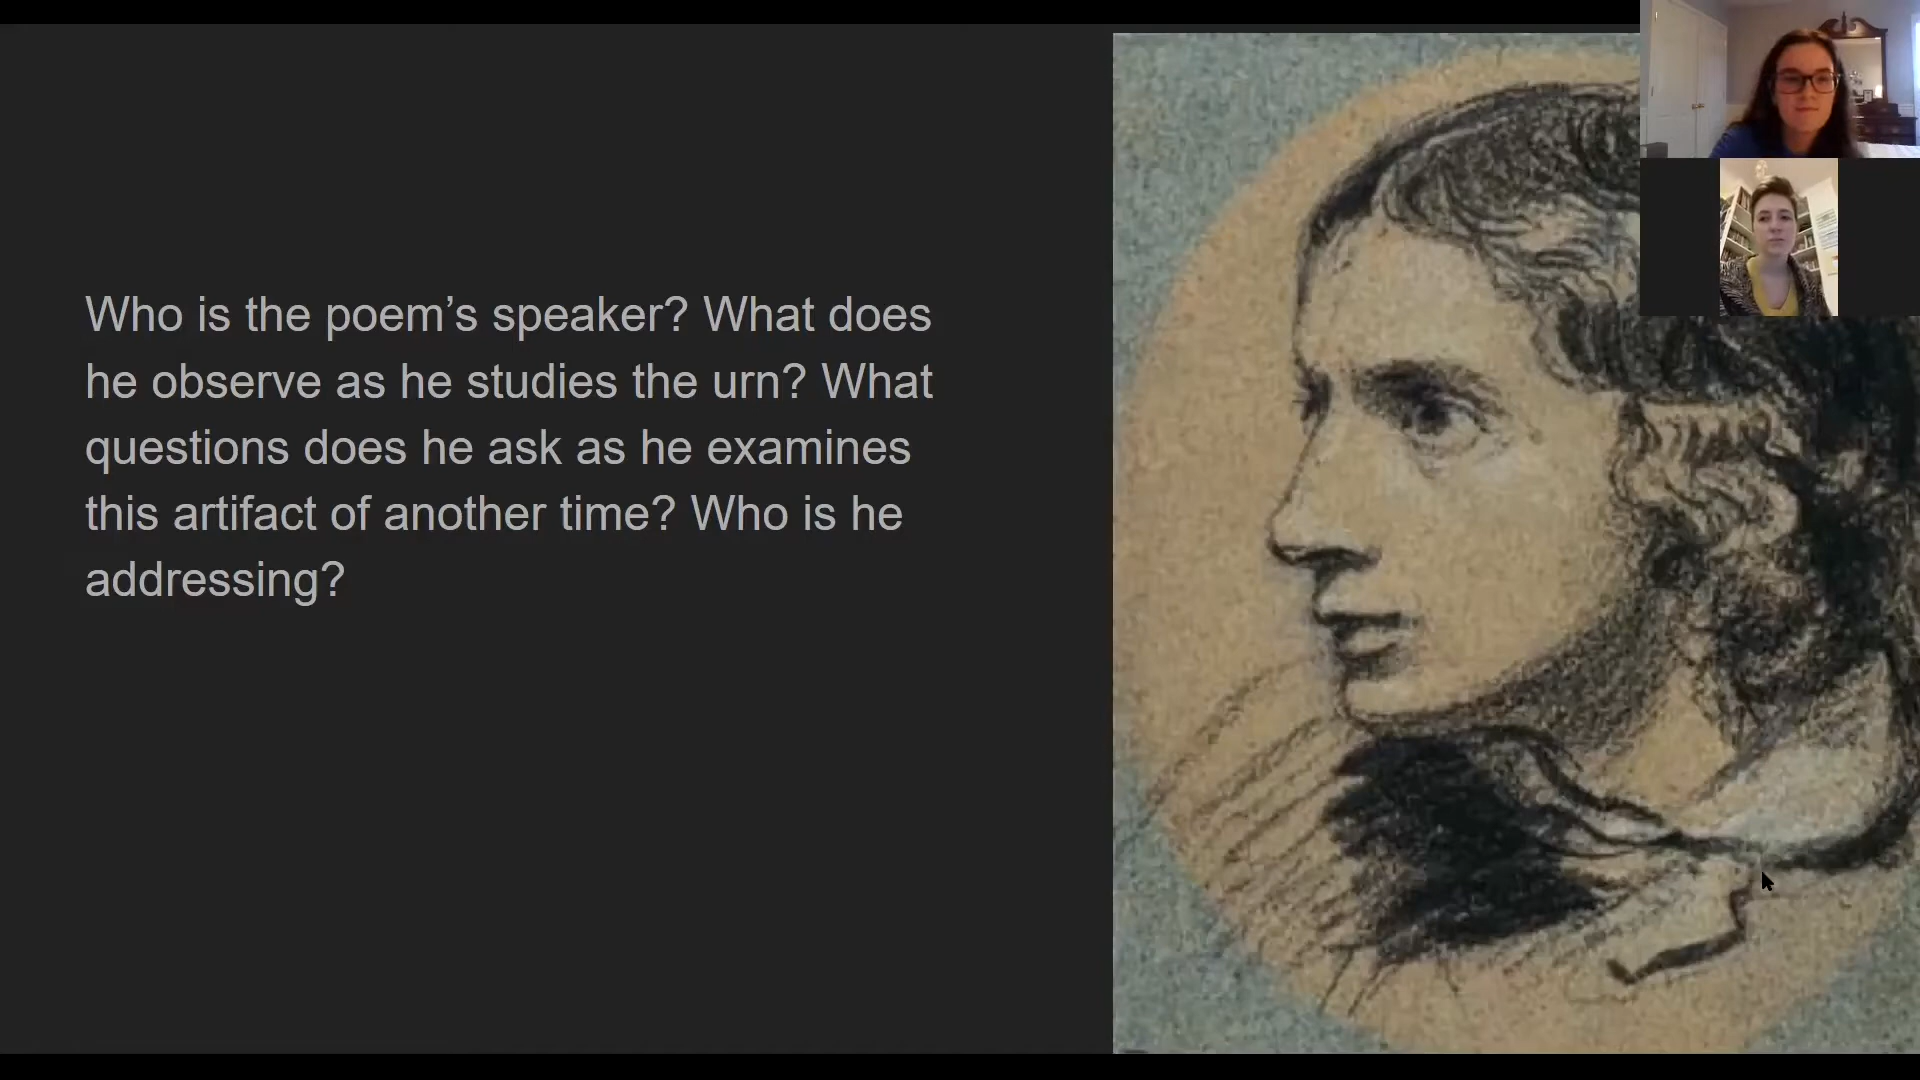 Who is the poem’s speaker? What does
he observe as he studies the urn? What
questions does he ask as he examines
this artifact of another time? Who is he
addressing?